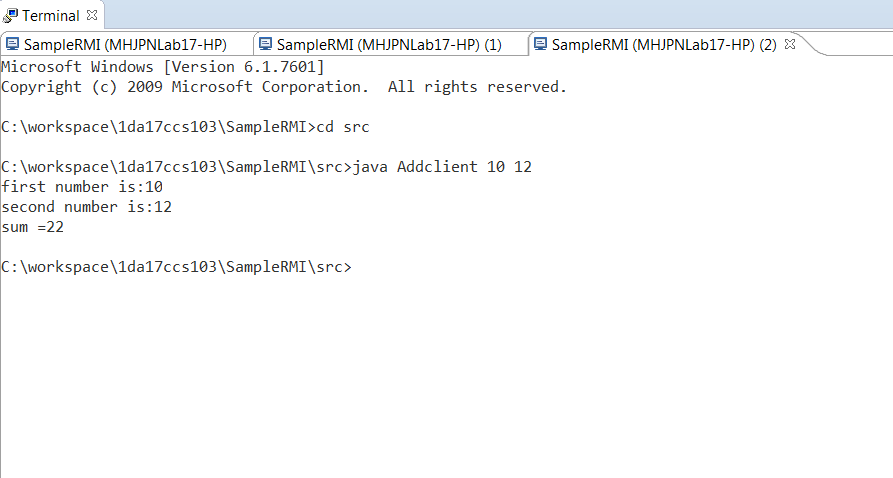 Terminal
SampleRMI (MHJPNLab17-HP) SampleRMI (MHJPNLab17-HP) (1) SampleRMI (MHJPNLab17-HP) (2)
Microsoft Windows [Version 6.1.7601]
Copyright (c) 2009 Microsoft Corporation.  All rights reserved.
C:\workspace\1da17ccs103\SampleRMI>cd src
C:\workspace\1da17ccs103\SampleRMI\src>java Addclient 10 12
first number is:10
second number is:12
sum =22
C:\workspace\1da17ccs103\SampleRMI\src>